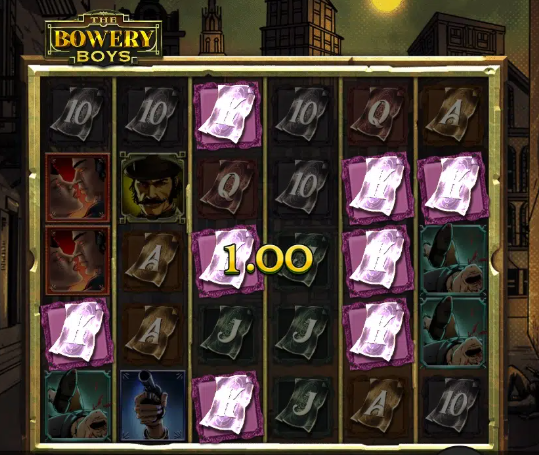 THE
BOWERY
BOYS
10 10 K 10 Q A
Q 10 K K
A K 1.00 K
K A J J K
K J A 10